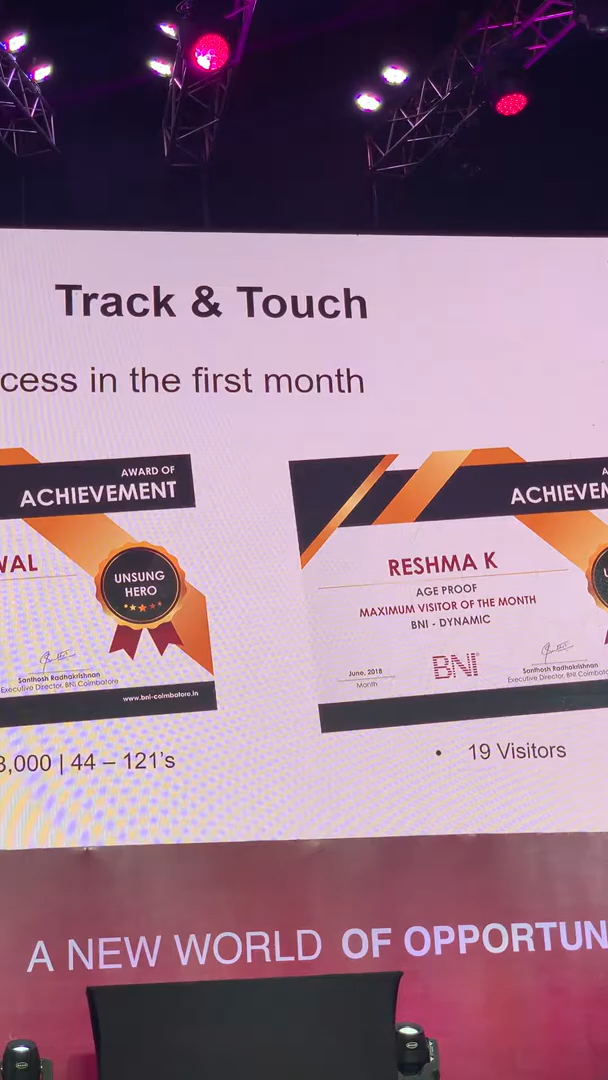 Track & Touch
cess in the first month
AWARD OF
ACHIEVEMENT
WAL
UNSUNG
HERO
Santhosh Radhakrishnan
Executive Director, BNI Coimbatore
www.bni-coimbatore.in
3,000 | 44 – 121's
A
ACHIEVEM
RESHMA K
AGE PROOF
MAXIMUM VISITOR OF THE MONTH
BNI - DYNAMIC
June, 2018
Month
BNI®
Santhosh Radhakrishnan
Executive Director, BNI Coimbatore
U
• 19 Visitors
A NEW WORLD OF OPPORTUN